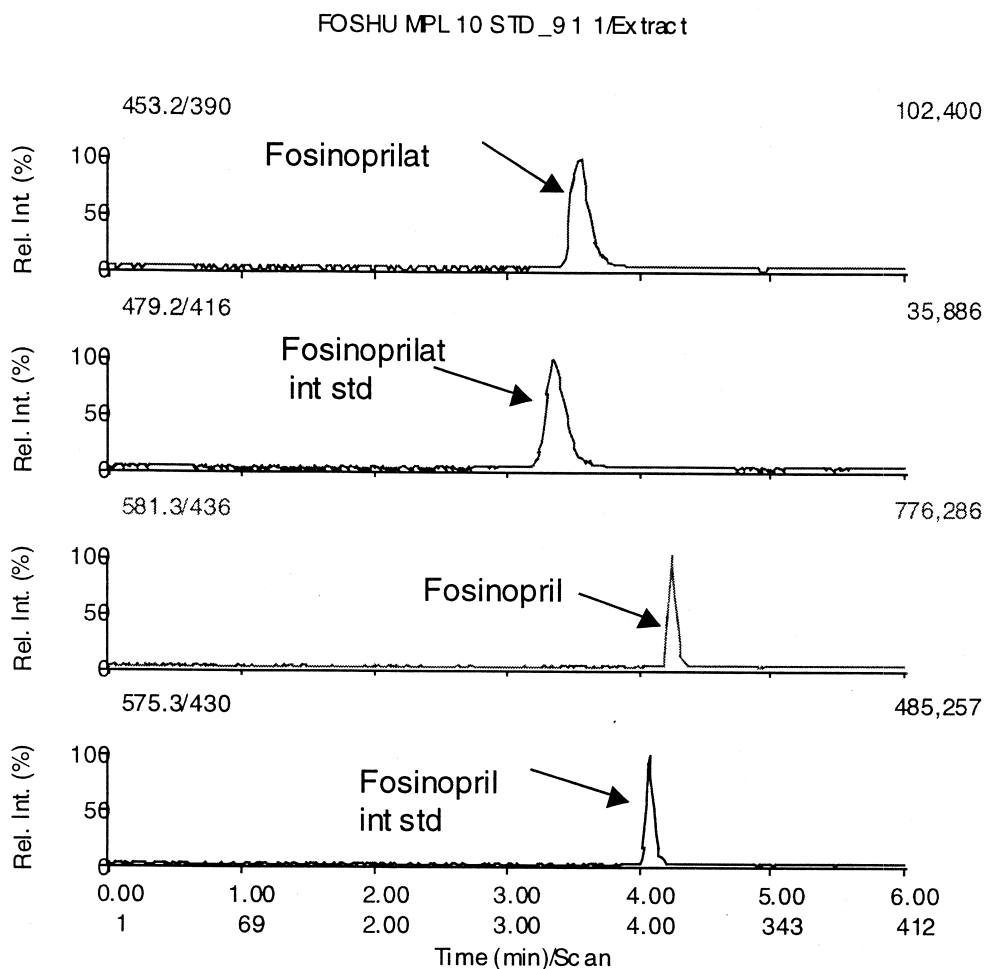 FOSHU MPL 10 STD_9 1 1/Extract
453.2/390 102,400
Fosinoprilat
Rel. Int. (%)
100
50
0
479.2/416 35,886
Fosinoprilat
int std
Rel. Int. (%)
100
50
0
581.3/436 776,286
Fosinopril
Rel. Int. (%)
100
50
0
575.3/430 485,257
Fosinopril
int std
Rel. Int. (%)
100
50
0
0.00 1.00 2.00 3.00 4.00 5.00 6.00
1 69 2.00 3.00 4.00 343 412
Time (min)/Scan